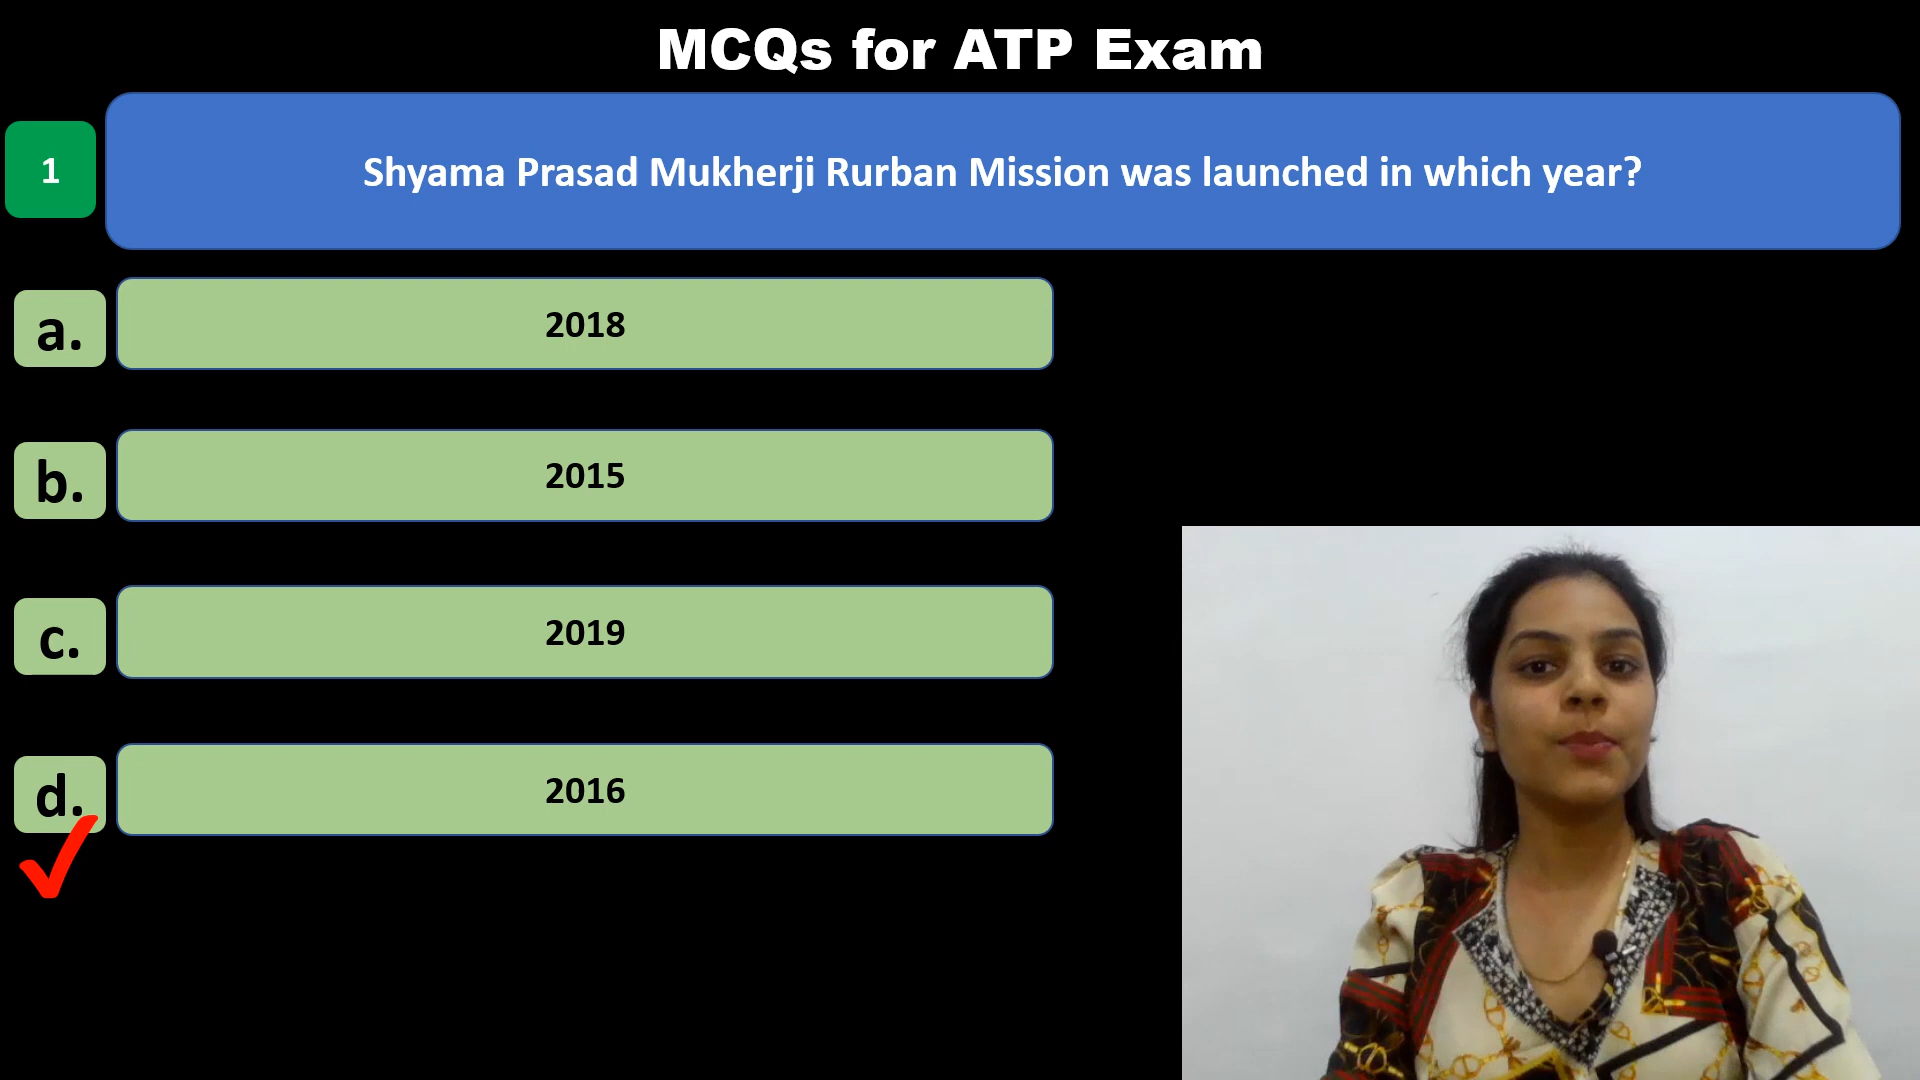 MCQs for ATP Exam
1
Shyama Prasad Mukherji Rurban Mission was launched in which year?
a.
2018
b.
2015
c.
2019
d.
2016